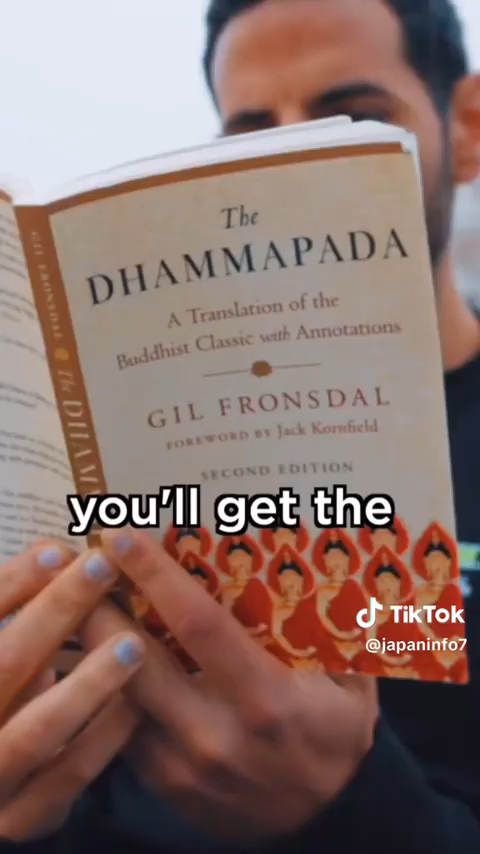 The
DHAMMAPADA
A Translation of the
Buddhist Classic with Annotations
GIL FRONSDAL
FOREWORD BY Jack Kornfield
SECOND EDITION
GIL FRONSDAL The DHAM
you'll get the
TikTok
@japaninfo7